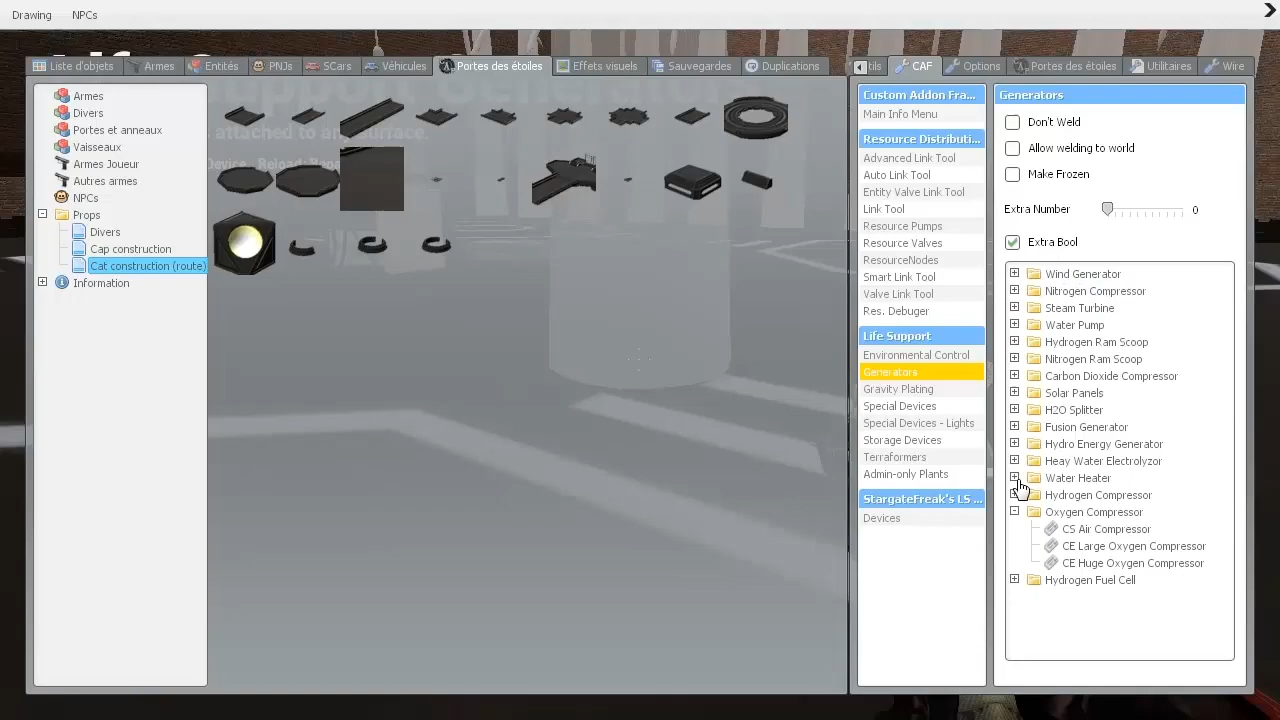 Drawing NPCs
Liste d'objets Armes Entités PNJs SCars Véhicules Portes des étoiles Effets visuels Sauvegardes Duplications
tils CAF Options Portes des étoiles Utilitaires Wire
Armes
Divers
Portes et anneaux
Vaisseaux
Armes Joueur
Autres armes
NPCs
Props
Divers
Cap construction
Cat construction (route)
Information
s attached to any surface.
Device
Custom Addon Fra...
Main Info Menu
Resource Distributi...
Advanced Link Tool
Auto Link Tool
Entity Valve Link Tool
Link Tool
Resource Pumps
Resource Valves
ResourceNodes
Smart Link Tool
Valve Link Tool
Res. Debuger
Life Support
Environmental Control
Generators
Gravity Plating
Special Devices
Special Devices - Lights
Storage Devices
Terraformers
Admin-only Plants
StargateFreak's LS ...
Devices
Generators
Don't Weld
Allow welding to world
Make Frozen
Extra Number 0
Extra Bool
Wind Generator
Nitrogen Compressor
Steam Turbine
Water Pump
Hydrogen Ram Scoop
Nitrogen Ram Scoop
Carbon Dioxide Compressor
Solar Panels
H2O Splitter
Fusion Generator
Hydro Energy Generator
Heay Water Electrolyzor
Water Heater
Hydrogen Compressor
Oxygen Compressor
CS Air Compressor
CE Large Oxygen Compressor
CE Huge Oxygen Compressor
Hydrogen Fuel Cell